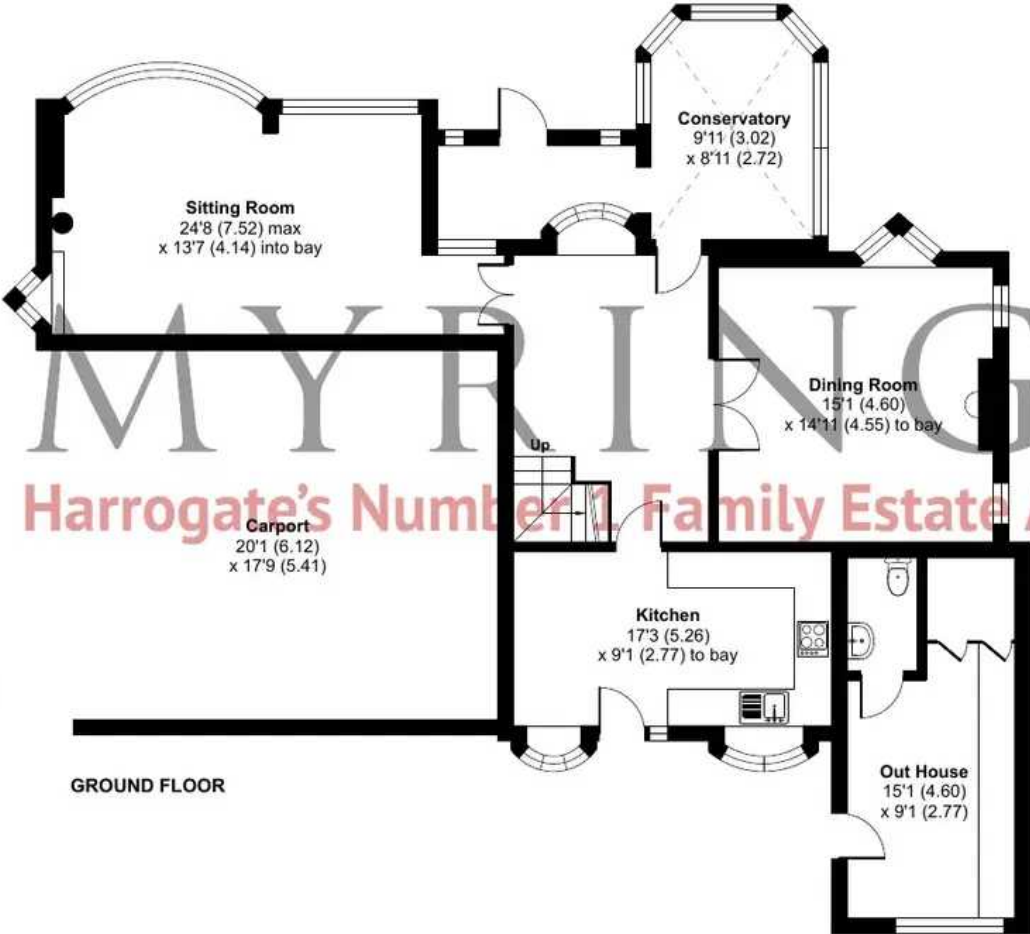 Conservatory
9'11 (3.02)
x 8'11 (2.72)
Sitting Room
24'8 (7.52) max
x 13'7 (4.14) into bay
MYRING
Dining Room
15'1 (4.60)
x 14'11 (4.55) to bay
Up
Harrogate's Number 1 Family Estate
Carport
20'1 (6.12)
x 17'9 (5.41)
Kitchen
17'3 (5.26)
x 9'1 (2.77) to bay
GROUND FLOOR
Out House
15'1 (4.60)
x 9'1 (2.77)